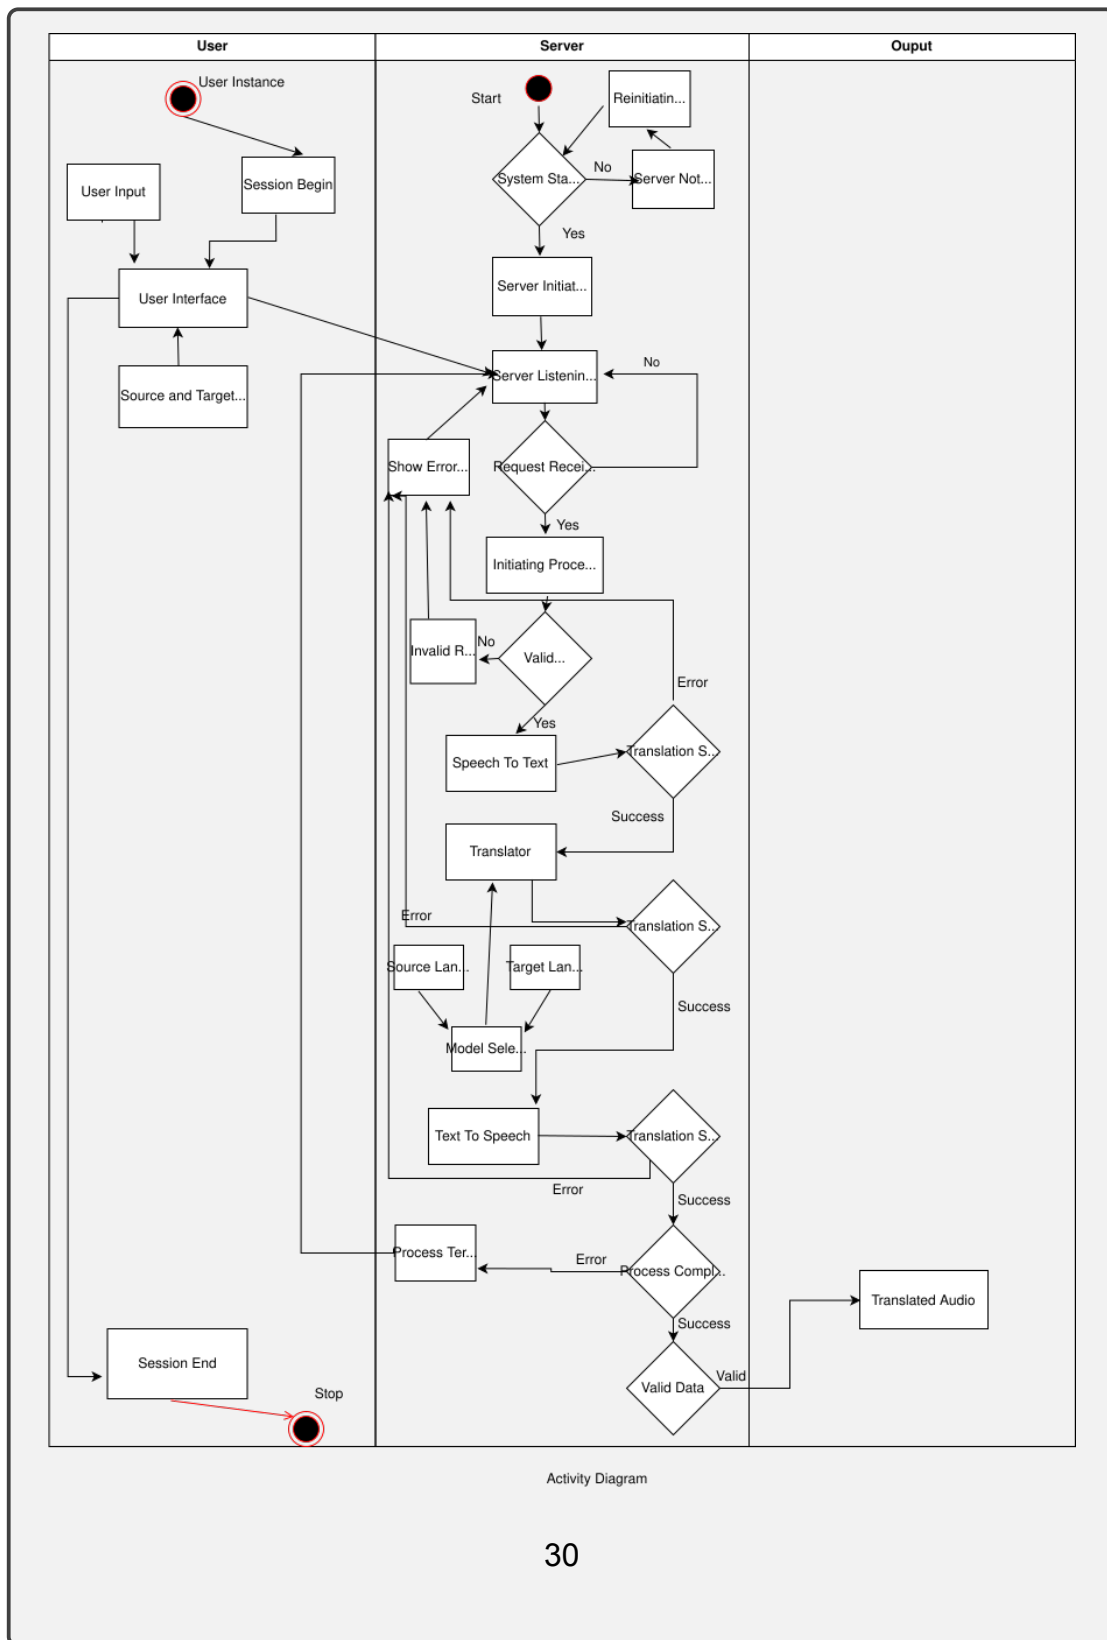 User
Server
Ouput
User Instance
Start
Reinitiatin...
User Input
Session Begin
System Sta...
No
Server Not...
Yes
User Interface
Server Initiat...
Source and Target...
Server Listenin...
No
Show Error...
Request Recei...
Yes
Initiating Proce...
Invalid R...
No
Valid...
Error
Yes
Speech To Text
Translation S...
Success
Translator
Error
Translation S...
Source Lan...
Target Lan...
Success
Model Sele...
Text To Speech
Translation S...
Error
Success
Process Ter...
Error
Process Compl...
Translated Audio
Success
Session End
Valid
Valid Data
Stop
Activity Diagram
30